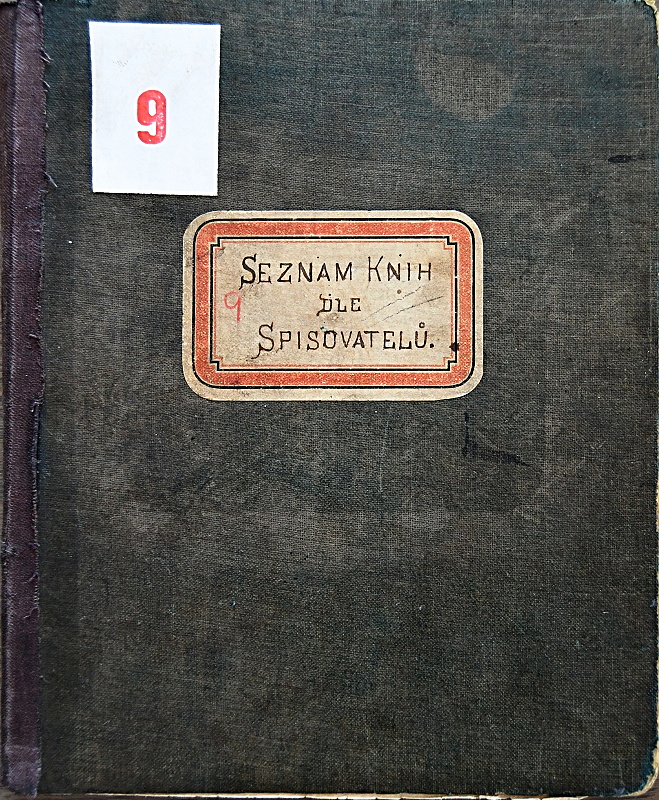 9
SEZNAM KNIH
9
DLE
SPISOVATELŮ.